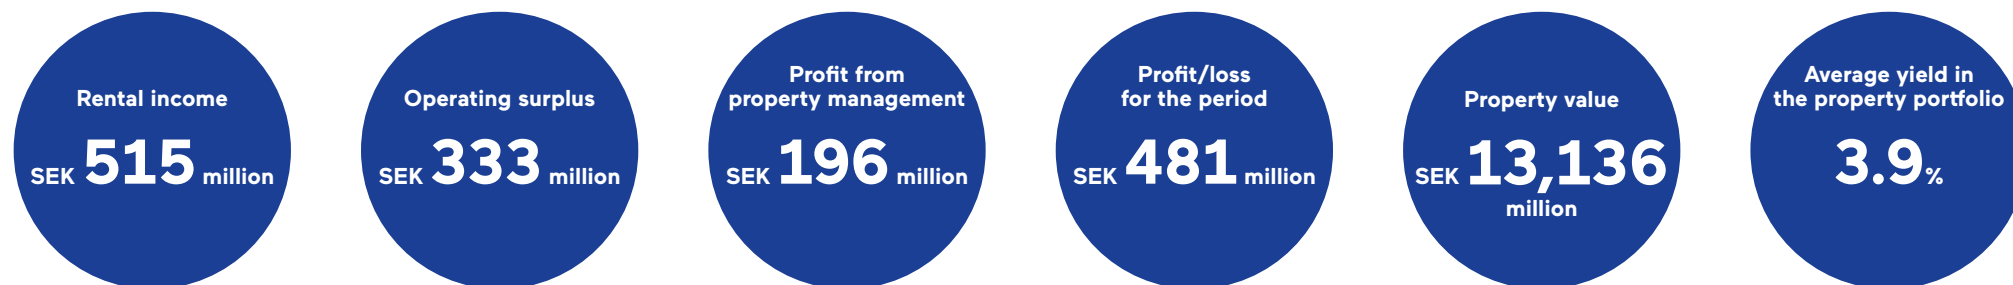 Rental income
SEK 515 million
Operating surplus
SEK 333 million
Profit from
property management
SEK 196 million
Profit/loss
for the period
SEK 481 million
Property value
SEK 13,136
million
Average yield in
the property portfolio
3.9%